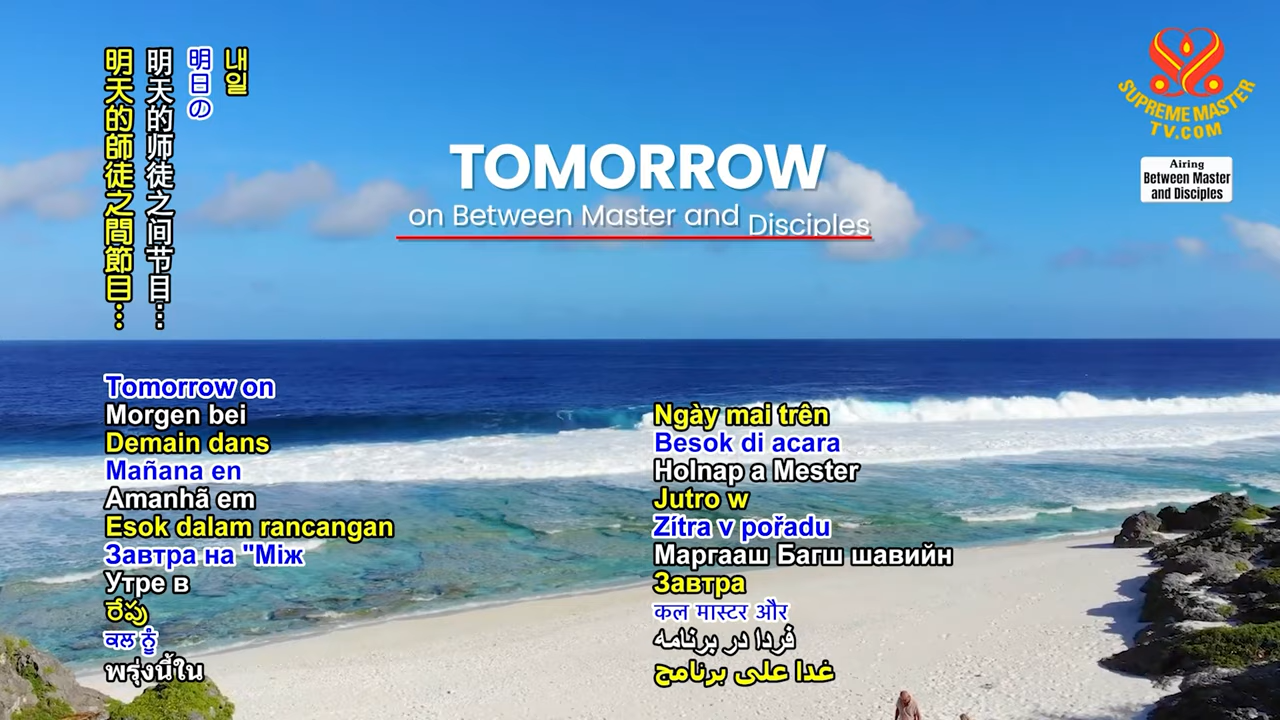 내일
明日の
明天的师徒之间节目…
明天的師徒之間節目…
SUPREME MASTER
TV.COM
Airing
Between Master
and Disciples
TOMORROW
on Between Master and Disciples
Tomorrow on
Morgen bei
Demain dans
Mañana en
Amanhã em
Esok dalam rancangan
Завтра на "Між
Утре в
రేపు
ਕਲ ਨੂੰ
พรุ่งนี้ใน
Ngày mai trên
Besok di acara
Holnap a Mester
Jutro w
Zítra v pořadu
Маргааш Багш шавийн
Завтра
कल मास्टर और
فردا در برنامه
غدا على برنامج